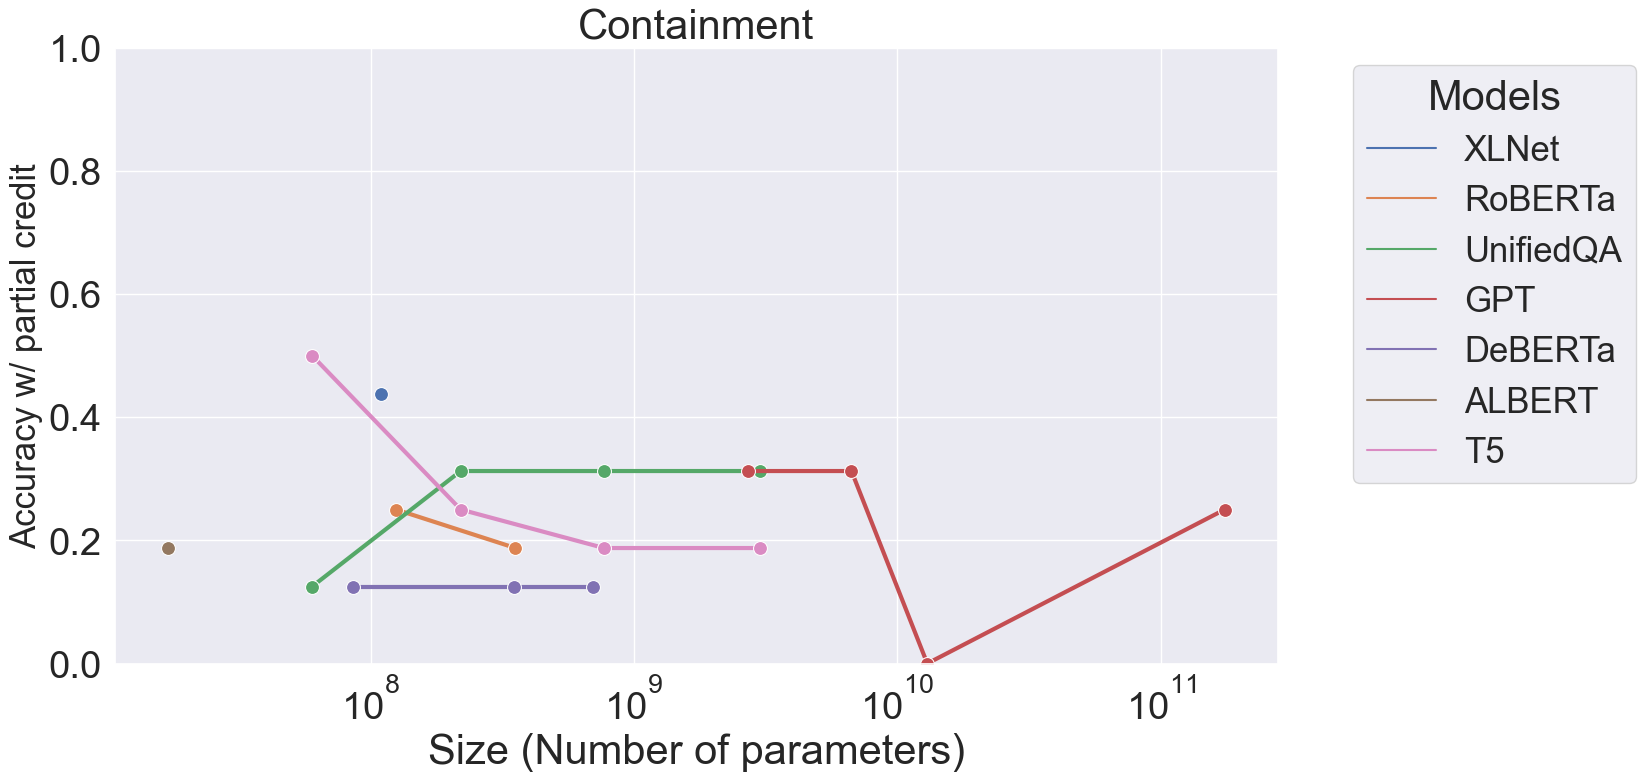 Containment
Accuracy w/ partial credit
1.0
0.8
0.6
0.4
0.2
0.0
10^8
10^9
10^10
10^11
Size (Number of parameters)
Models
XLNet
RoBERTa
UnifiedQA
GPT
DeBERTa
ALBERT
T5